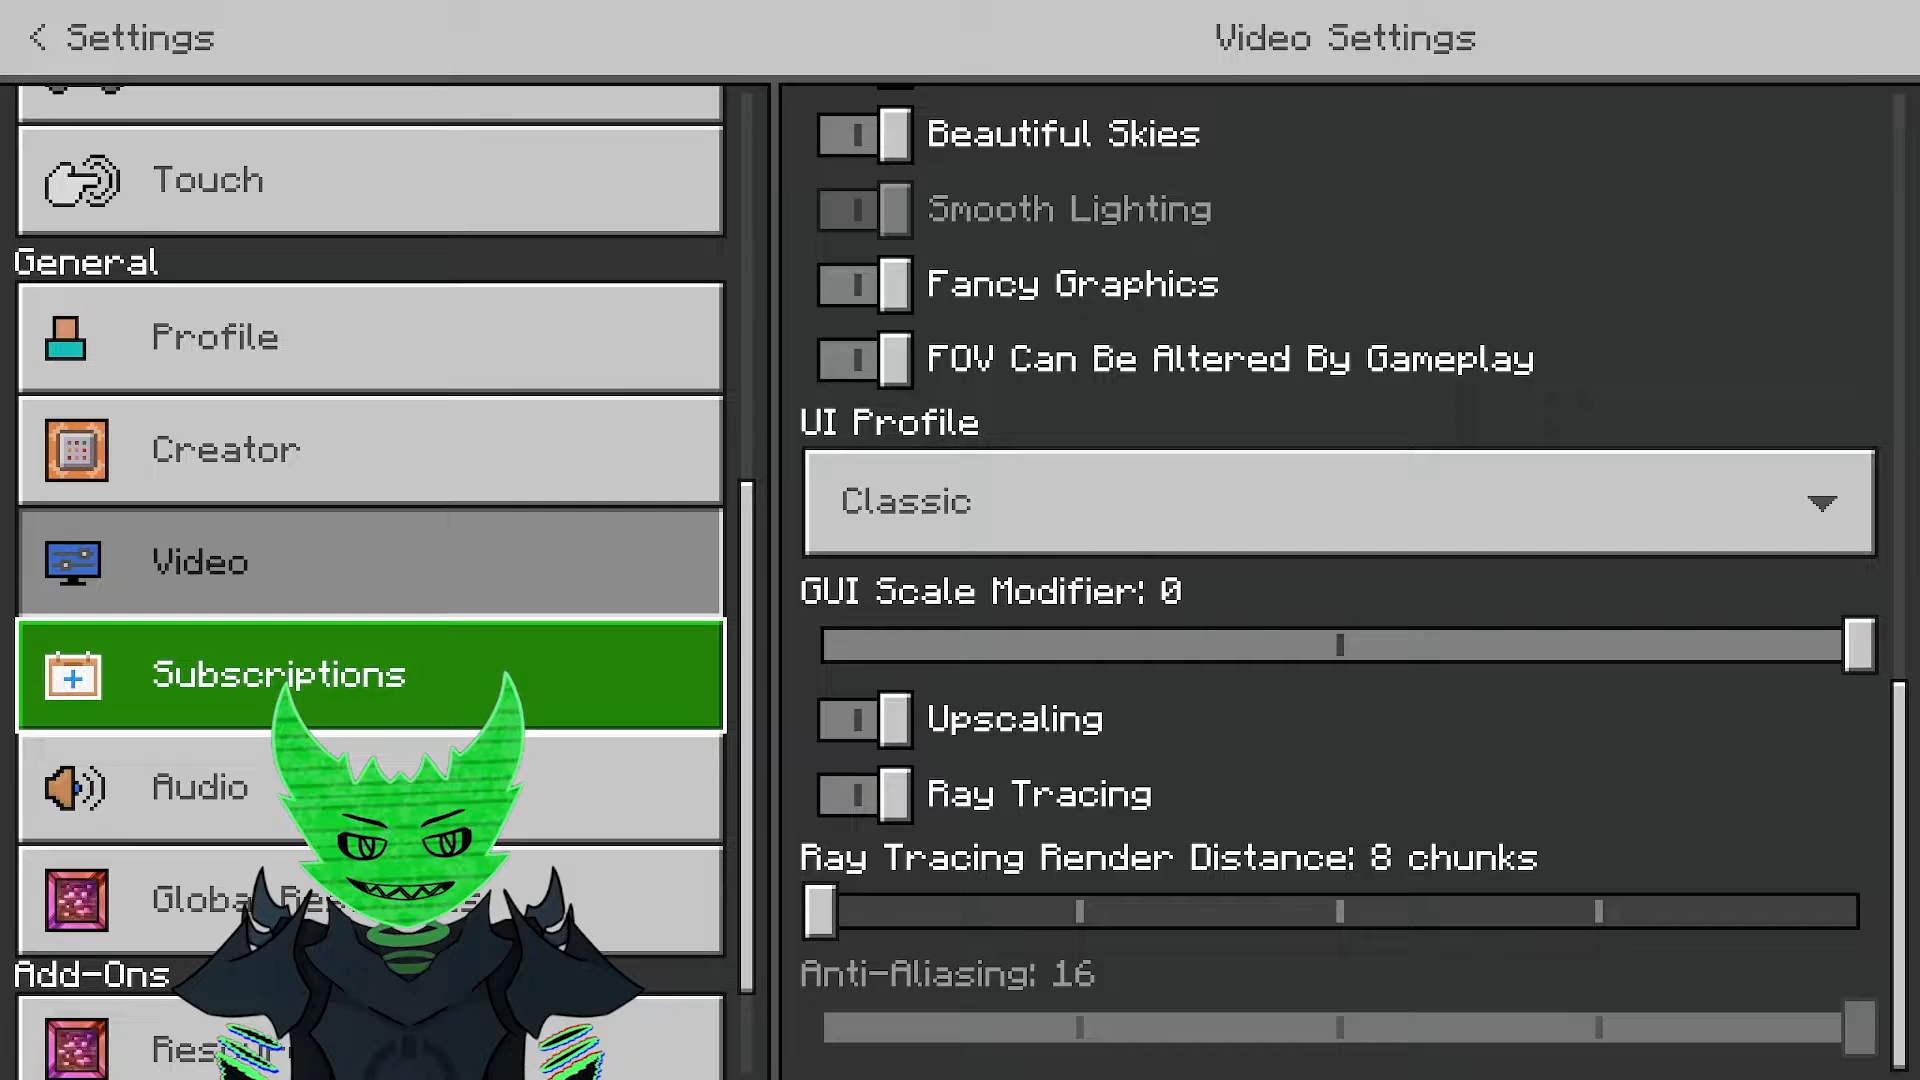 Settings
Video Settings
Touch
General
Profile
Creator
Video
Subscriptions
Audio
Add-Ons
Beautiful Skies
Smooth Lighting
Fancy Graphics
FOV Can Be Altered By Gameplay
UI Profile
Classic
GUI Scale Modifier: 0
Upscaling
Ray Tracing
Ray Tracing Render Distance: 8 chunks
Anti-Aliasing: 16